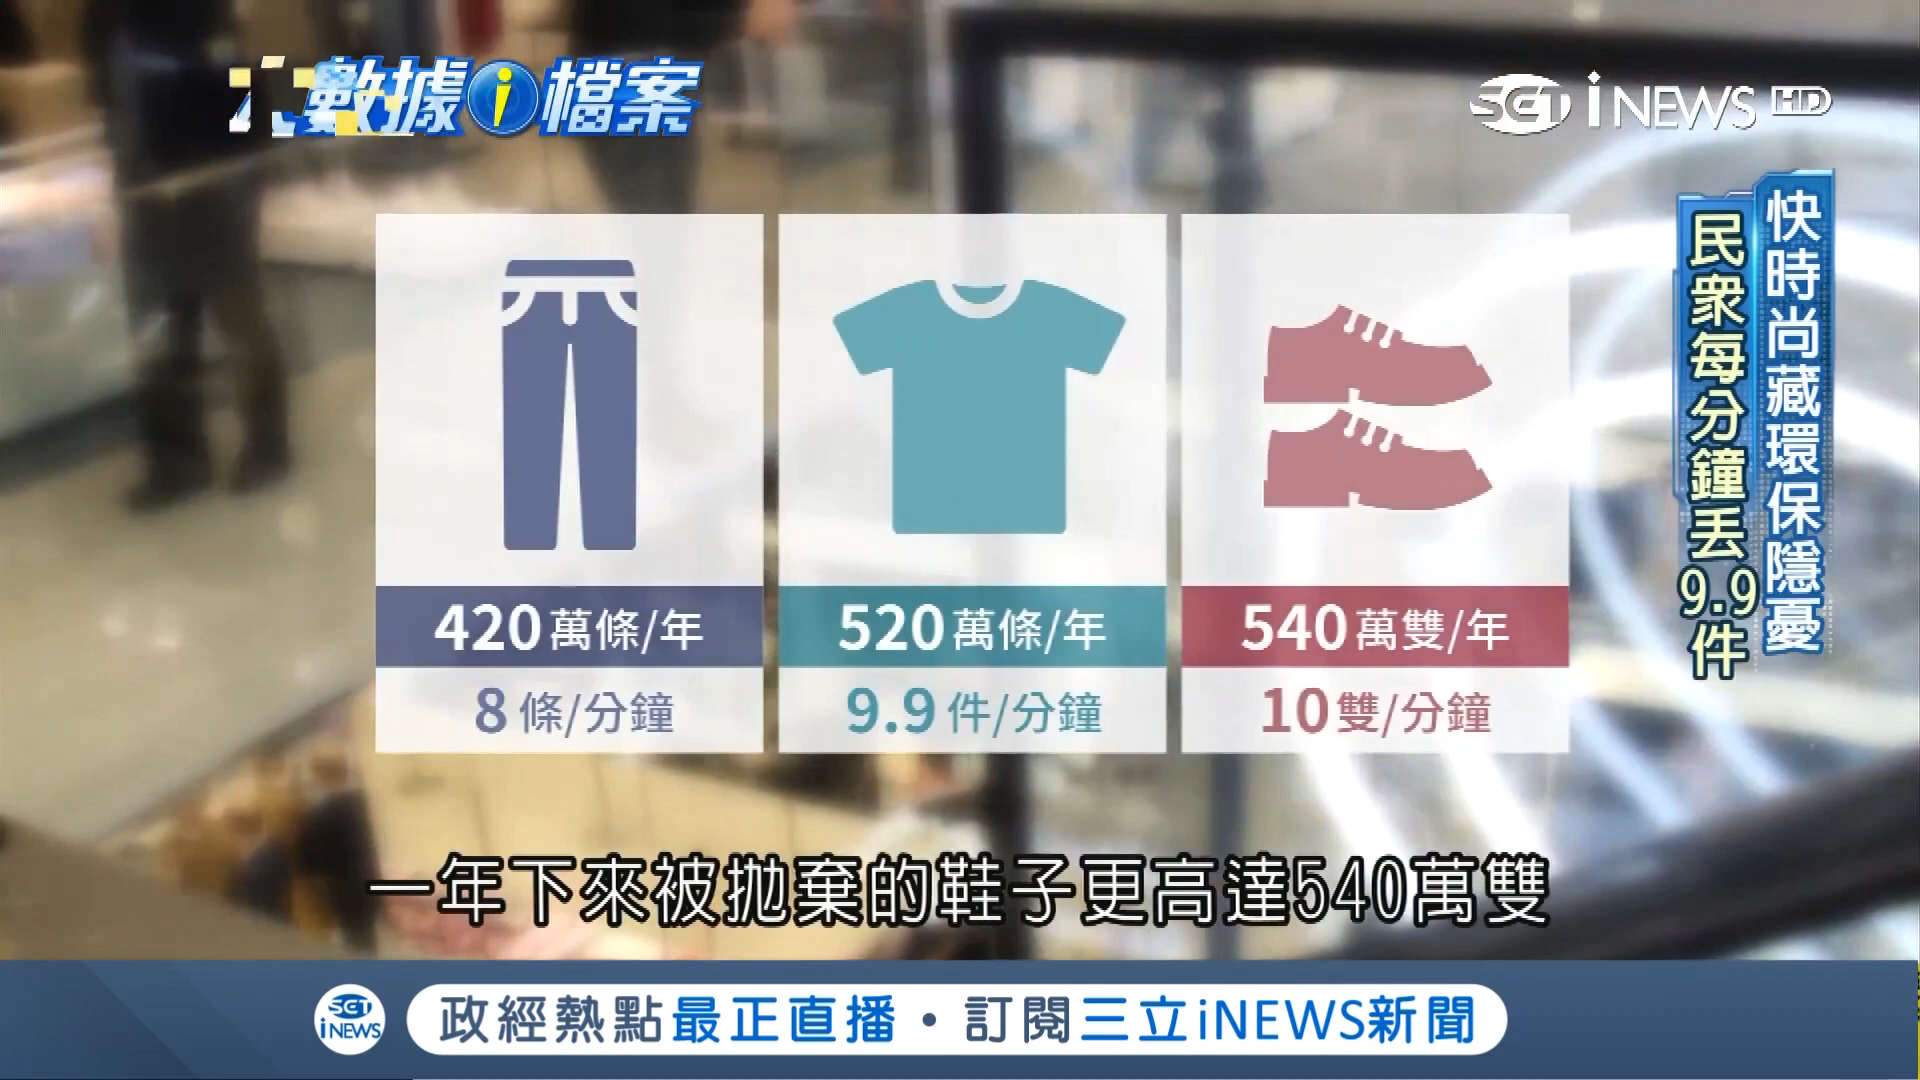 數據i檔案
SET iNEWS HD
快時尚藏環保隱憂
民眾每分鐘丟9.9件
420萬條/年
8條/分鐘
520萬條/年
9.9件/分鐘
540萬雙/年
10雙/分鐘
一年下來被拋棄的鞋子更高達540萬雙
SET iNEWS
政經熱點最正直播・訂閱三立iNEWS新聞